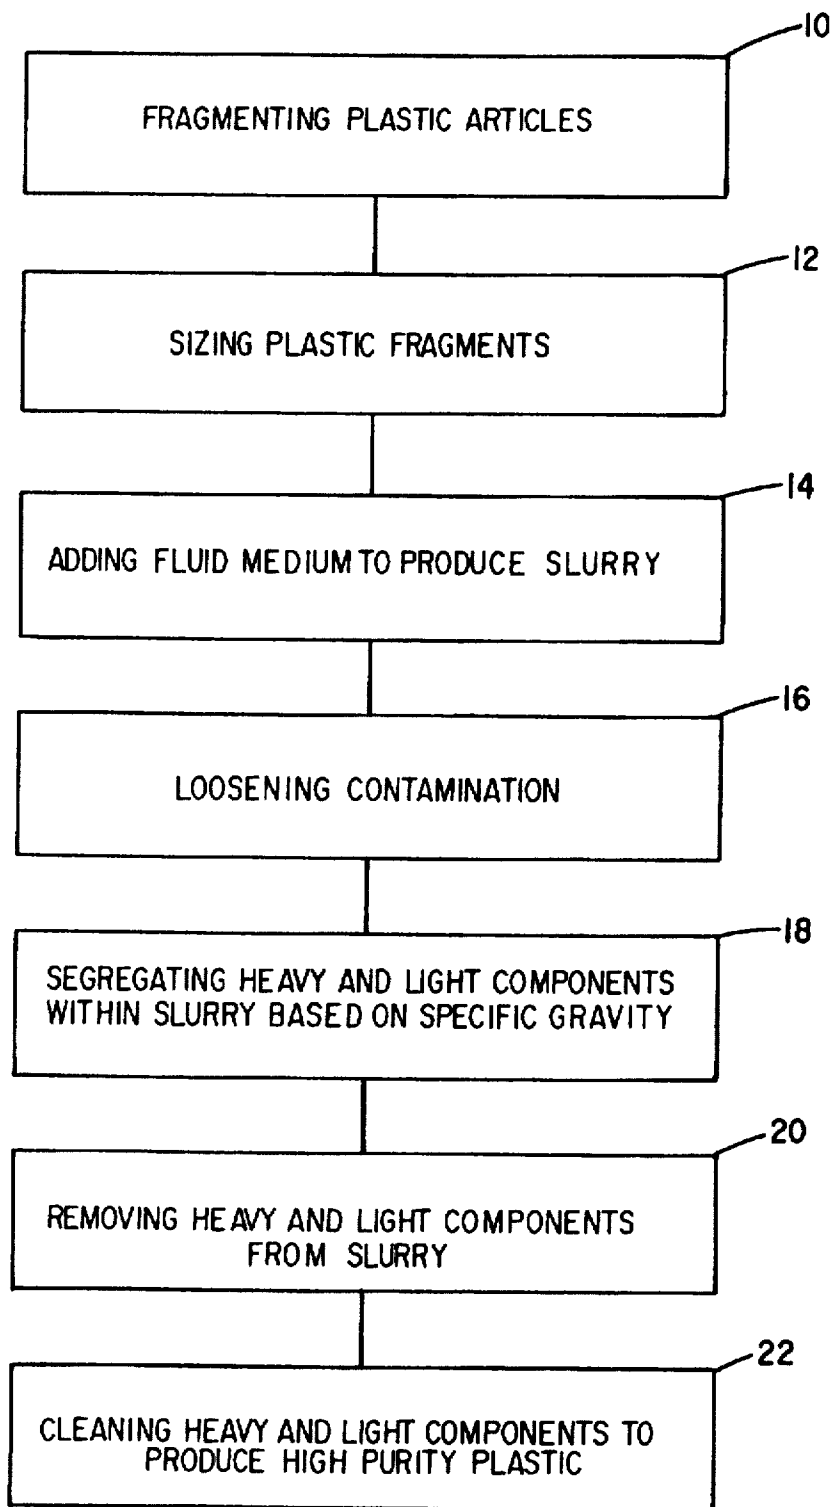 10
FRAGMENTING PLASTIC ARTICLES
12
SIZING PLASTIC FRAGMENTS
14
ADDING FLUID MEDIUM TO PRODUCE SLURRY
16
LOOSENING CONTAMINATION
18
SEGREGATING HEAVY AND LIGHT COMPONENTS
WITHIN SLURRY BASED ON SPECIFIC GRAVITY
20
REMOVING HEAVY AND LIGHT COMPONENTS
FROM SLURRY
22
CLEANING HEAVY AND LIGHT COMPONENTS TO
PRODUCE HIGH PURITY PLASTIC